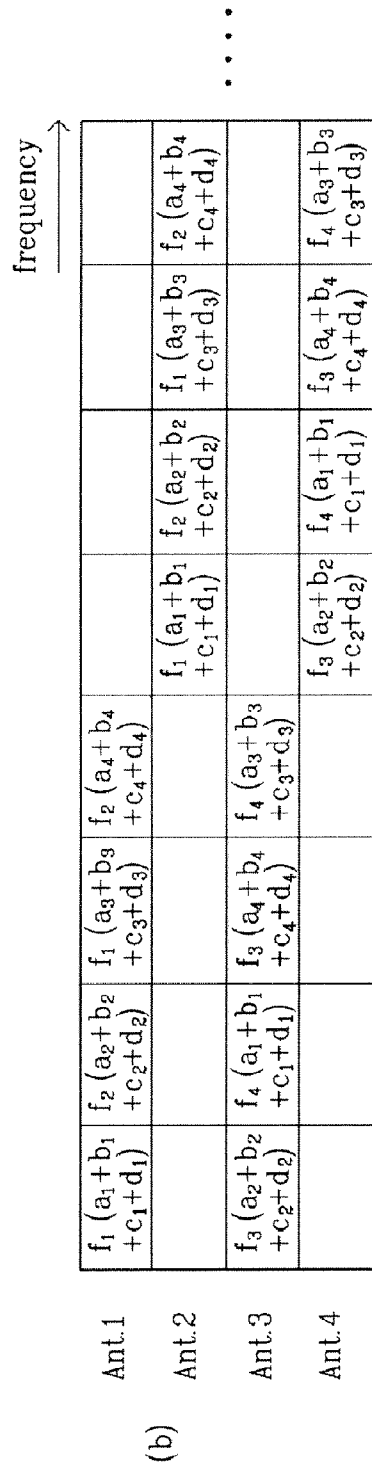 (b)
frequency
Ant.1 f₁ (a₁+b₁ +c₁+d₁) f₂ (a₂+b₂ +c₂+d₂) f₁ (a₃+b₃ +c₃+d₃) f₂ (a₄+b₄ +c₄+d₄)
Ant.2 f₁ (a₁+b₁ +c₁+d₁) f₂ (a₂+b₂ +c₂+d₂) f₁ (a₃+b₃ +c₃+d₃) f₂ (a₄+b₄ +c₄+d₄)
Ant.3 f₃ (a₂+b₂ +c₂+d₂) f₄ (a₁+b₁ +c₁+d₁) f₃ (a₄+b₄ +c₄+d₄) f₄ (a₃+b₃ +c₃+d₃)
Ant.4 f₃ (a₂+b₂ +c₂+d₂) f₄ (a₁+b₁ +c₁+d₁) f₃ (a₄+b₄ +c₄+d₄) f₄ (a₃+b₃ +c₃+d₃)
....